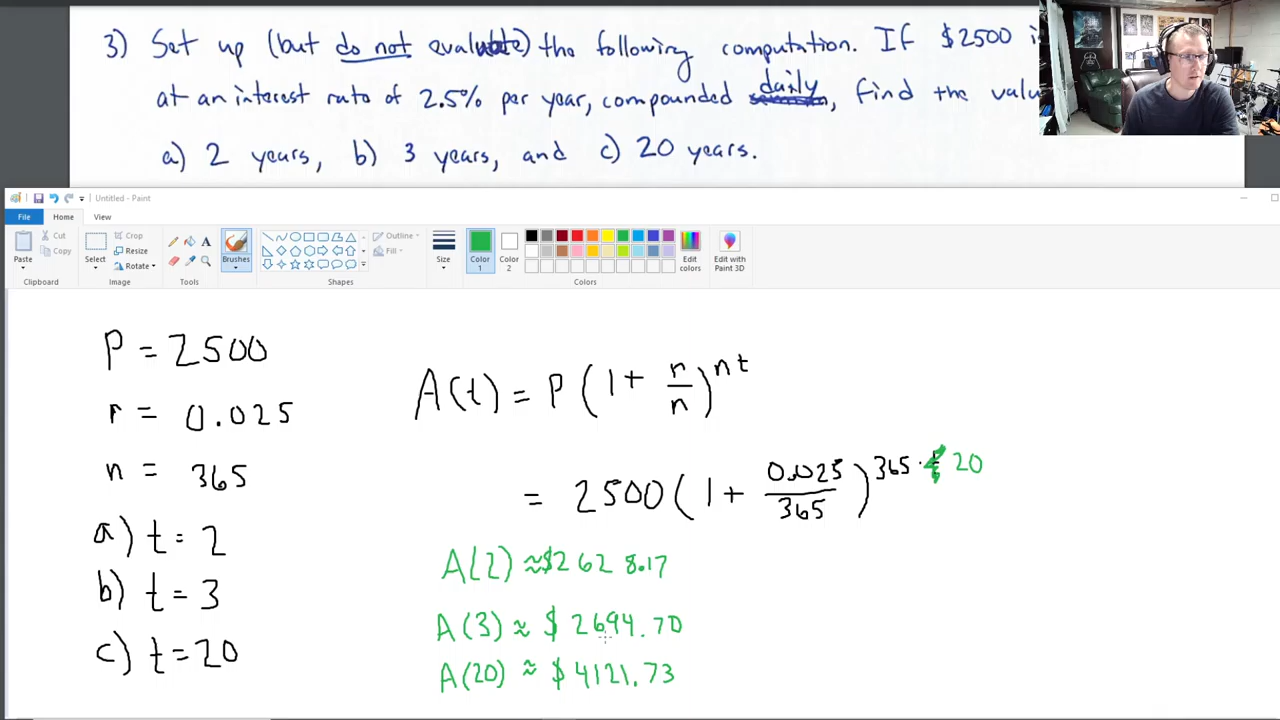 3) Set up (but do not evaluate) the following computation. If $2500
at an interest rate of 2.5% per year, compounded daily, find the
a) 2 years, b) 3 years, and c) 20 years.
Untitled - Paint
File Home View
Paste
Cut
Copy
Clipboard
Select
Crop
Resize
Rotate
Image
Tools
Brushes
Outline
Fill
Shapes
Size
Color 1
Color 2
Edit colors
Edit with Paint 3D
Colors
P = 2500
r = 0.025
n = 365
a) t = 2
b) t = 3
c) t = 20
A(t) = P(1 + r/n)^nt
= 2500(1 + 0.025/365)^365 · 20
A(2) ≈ $2628.17
A(3) ≈ $2694.70
A(20) ≈ $4121.73